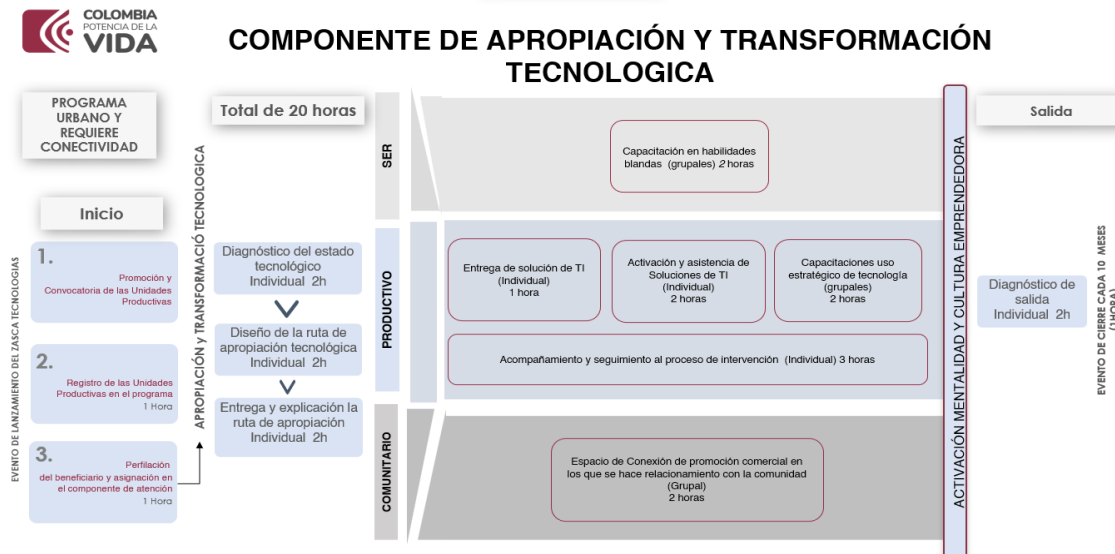 COLOMBIA
POTENCIA DE LA
VIDA
COMPONENTE DE APROPIACIÓN Y TRANSFORMACIÓN
TECNOLOGICA
PROGRAMA
URBANO Y
REQUIERE
CONECTIVIDAD
Inicio
EVENTO DE LANZAMIENTO DEL ZASCA TECNOLOGIAS
1.
Promoción y
Convocatoria de las Unidades
Productivas
2.
Registro de las Unidades
Productivas en el programa
1 Hora
3.
Perfilación
del beneficiario y asignación en
el componente de atención
1 Hora
APROPIACIÓN y TRANSFORMACIÓ TECNOLOGICA
Total de 20 horas
Diagnóstico del estado
tecnológico
Individual 2h
Diseño de la ruta de
apropiación tecnológica
Individual 2h
Entrega y explicación la
ruta de apropiación
Individual 2h
SER
Capacitación en habilidades
blandas (grupales) 2 horas
PRODUCTIVO
Entrega de solución de TI
(Individual)
1 hora
Activación y asistencia de
Soluciones de TI
(Individual)
2 horas
Capacitaciones uso
estratégico de tecnología
(grupales)
2 horas
Acompañamiento y seguimiento al proceso de intervención (Individual) 3 horas
COMUNITARIO
Espacio de Conexión de promoción comercial en
los que se hace relacionamiento con la comunidad
(Grupal)
2 horas
ACTIVACIÓN MENTALIDAD Y CULTURA EMPRENDEDORA
Salida
Diagnóstico de
salida
Individual 2h
EVENTO DE CIERRE CADA 10 MESES
(1HORA)